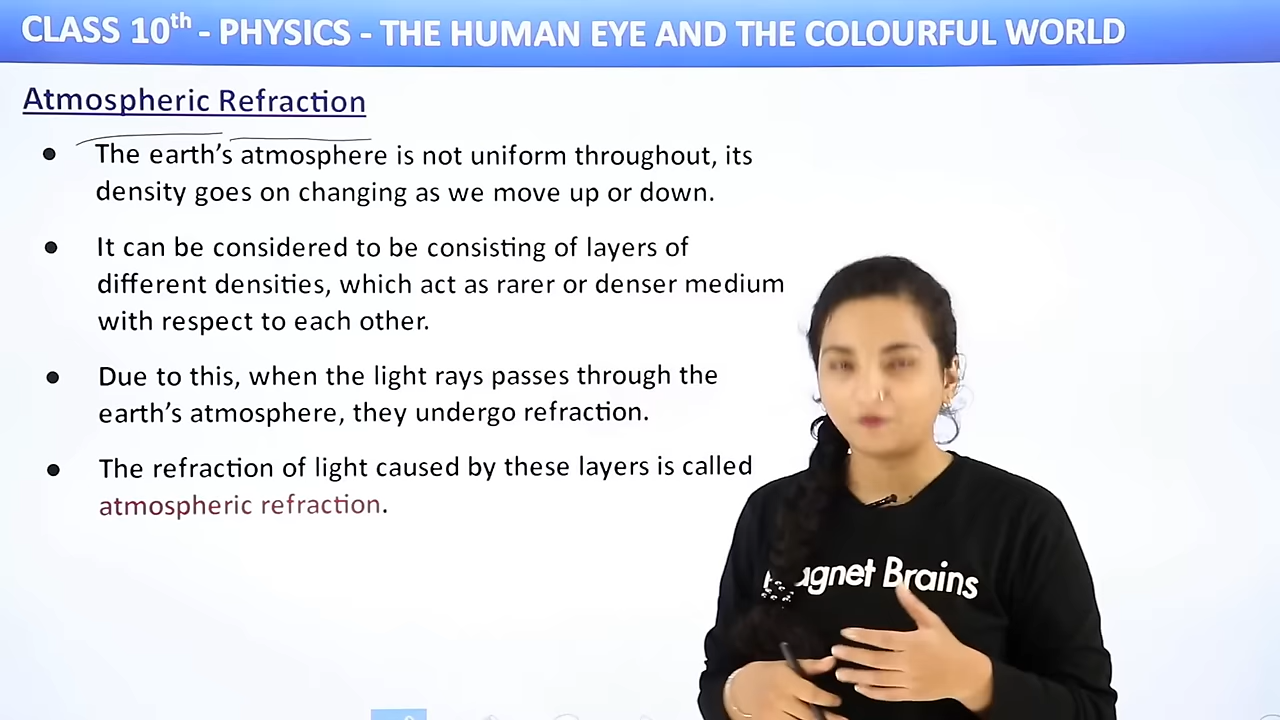 CLASS 10th - PHYSICS - THE HUMAN EYE AND THE COLOURFUL WORLD
Atmospheric Refraction
● The earth's atmosphere is not uniform throughout, its
density goes on changing as we move up or down.
● It can be considered to be consisting of layers of
different densities, which act as rarer or denser medium
with respect to each other.
● Due to this, when the light rays passes through the
earth's atmosphere, they undergo refraction.
● The refraction of light caused by these layers is called
atmospheric refraction.
Brains